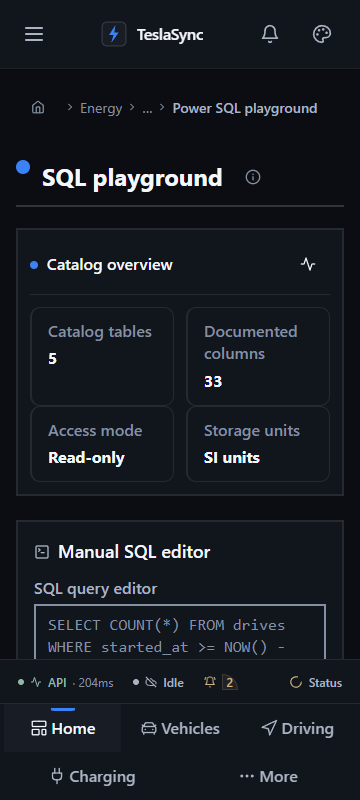 TeslaSync
Energy ... Power SQL playground
SQL playground
Catalog overview
Catalog tables
5
Documented
columns
33
Access mode
Read-only
Storage units
SI units
Manual SQL editor
SQL query editor
SELECT COUNT(*) FROM drives
WHERE started_at >= NOW() -
API · 204ms Idle 2 Status
Home Vehicles Driving
Charging More